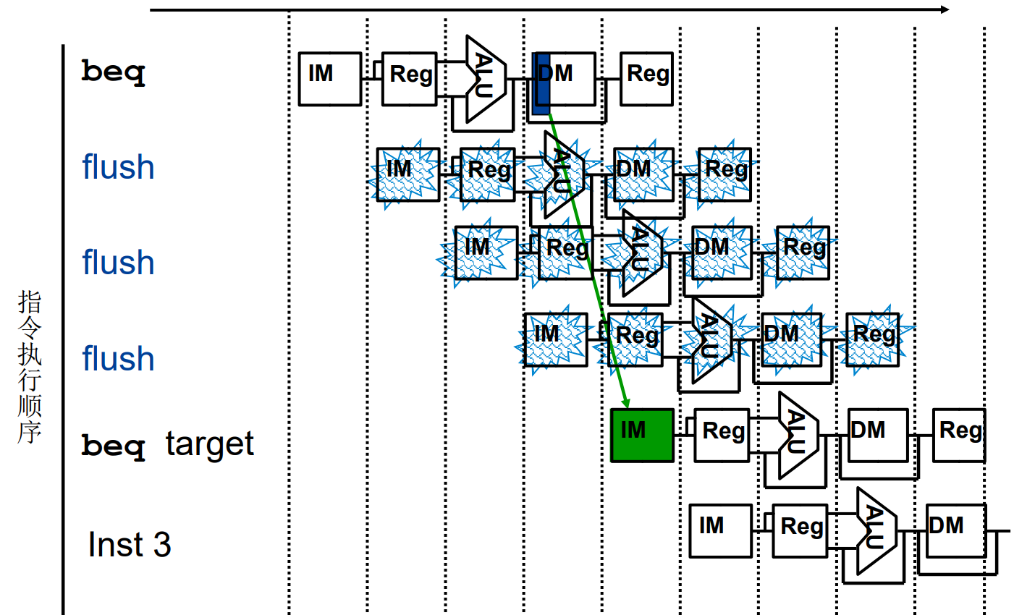 beq IM Reg ALU DM Reg
flush IM Reg ALU DM Reg
flush IM Reg ALU DM Reg
flush IM Reg ALU DM Reg
beq target IM Reg ALU DM Reg
Inst 3 IM Reg ALU DM
指令执行顺序